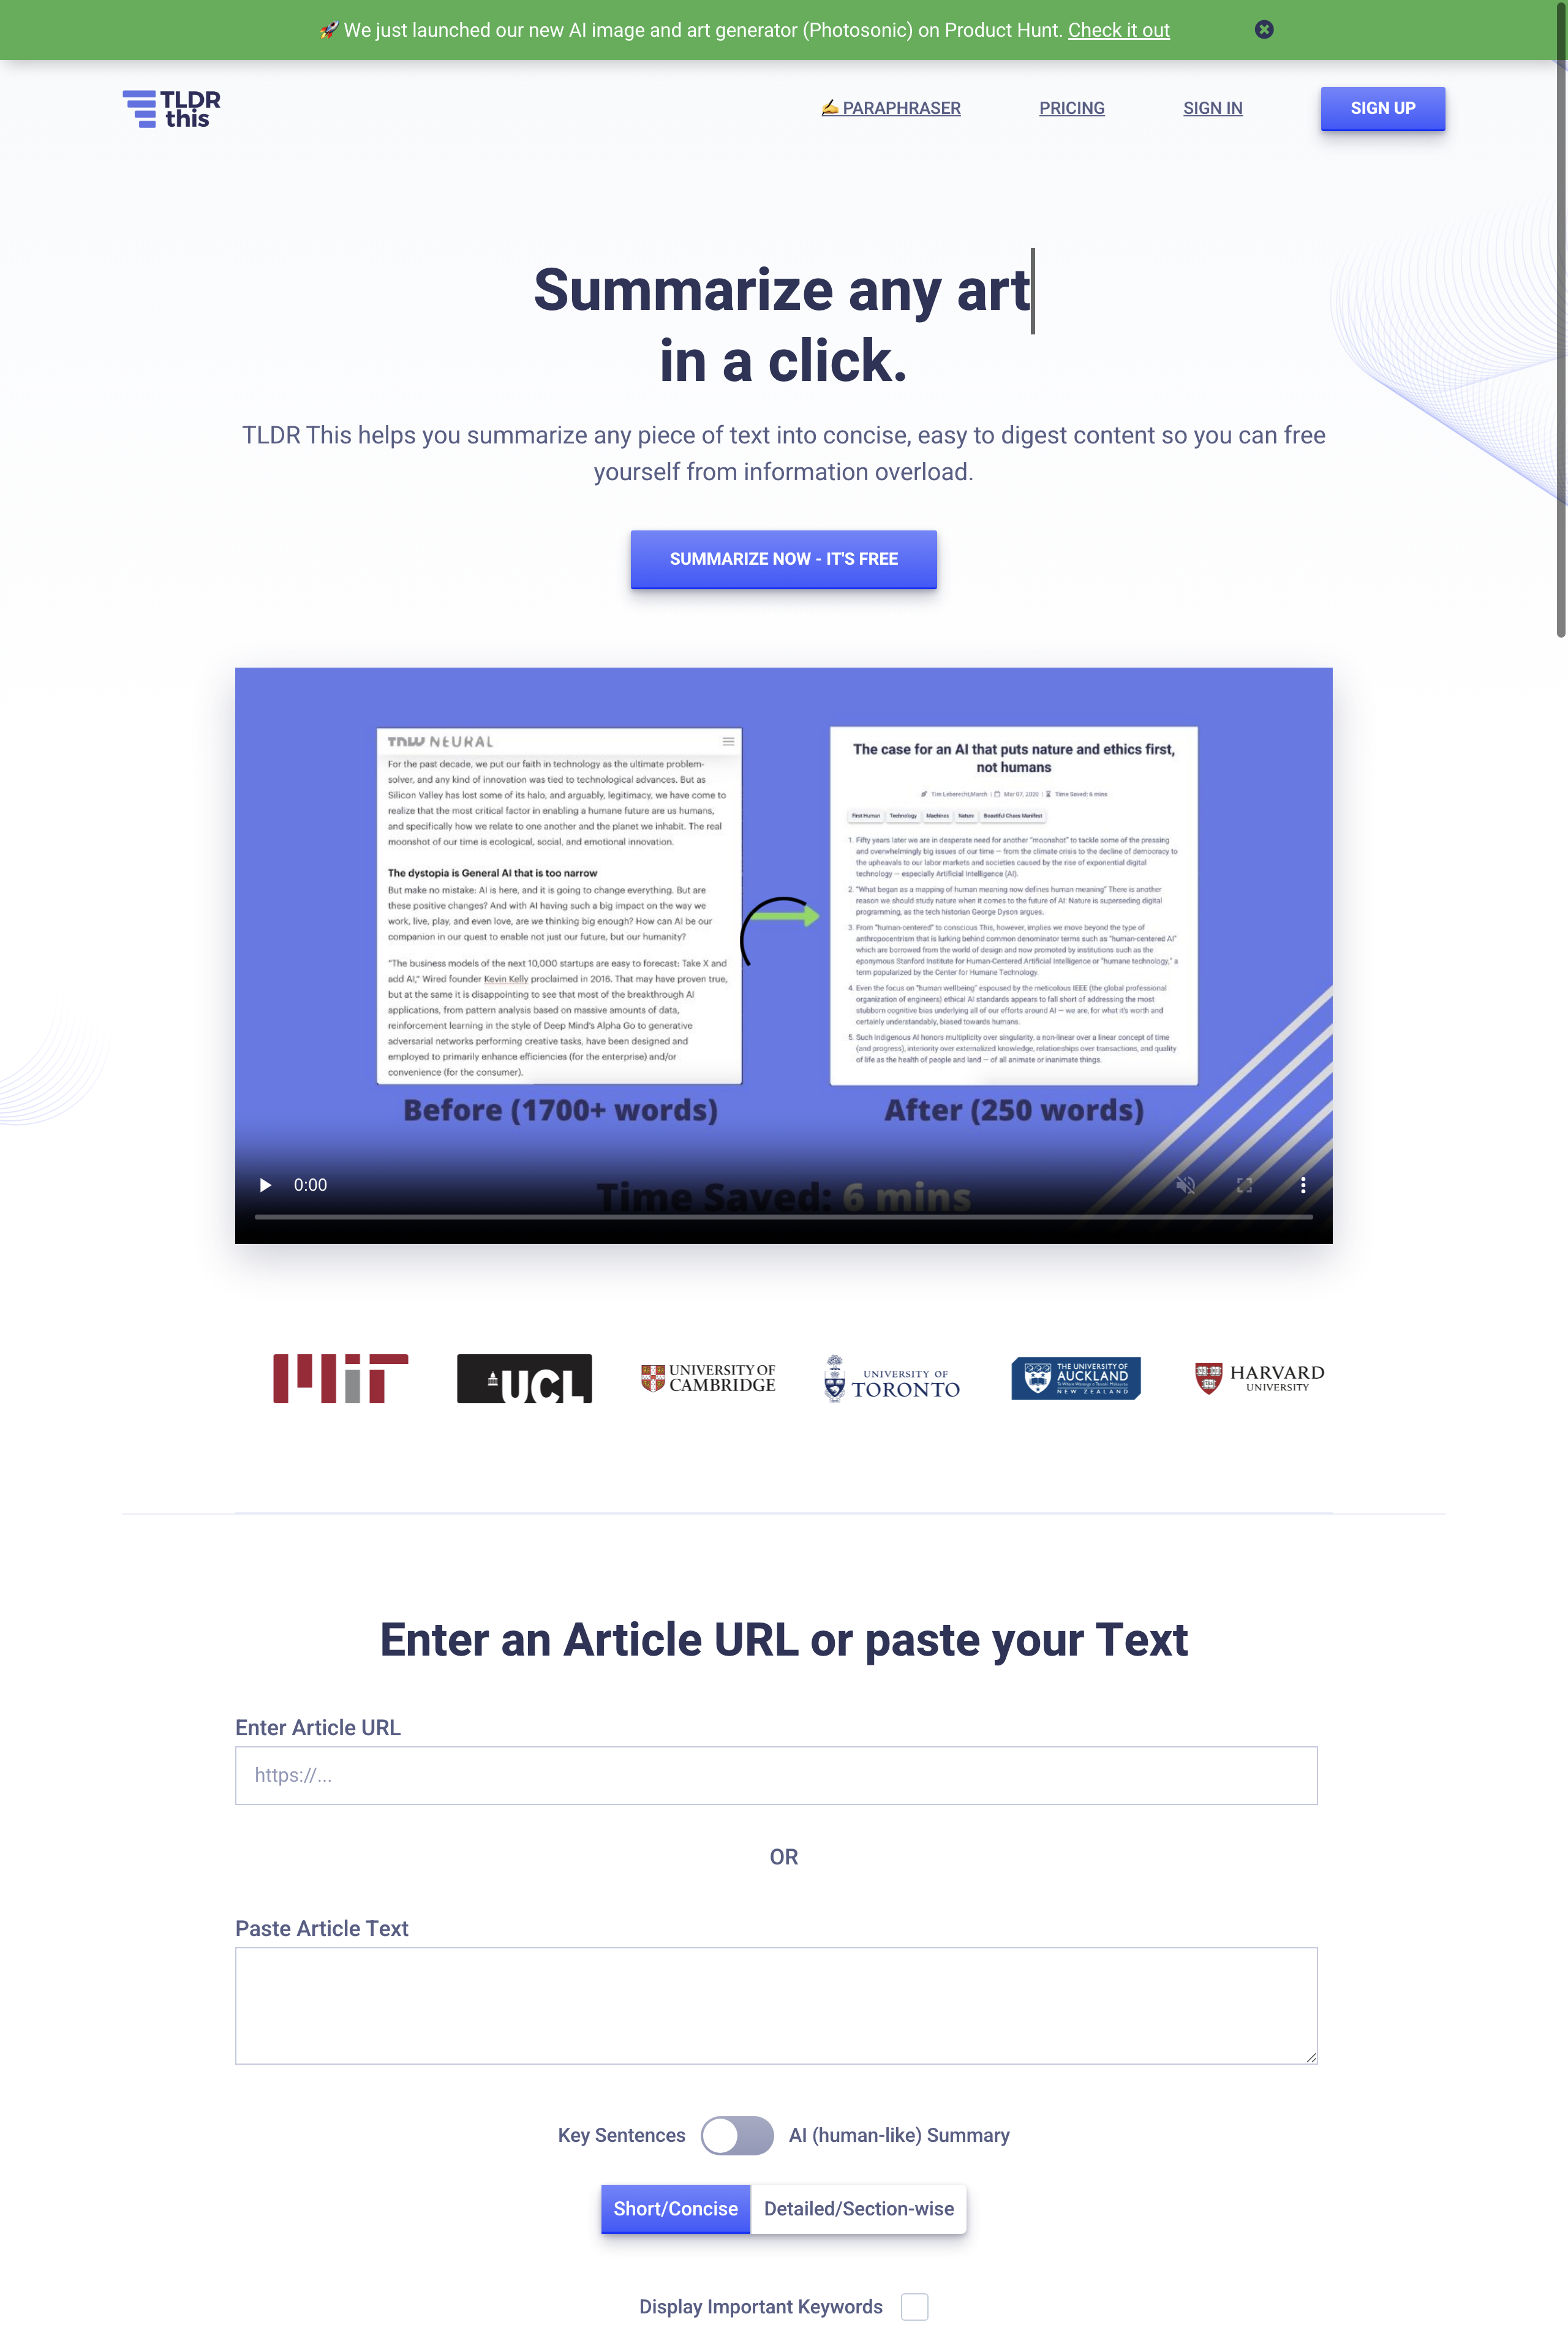 🚀 We just launched our new AI image and art generator (Photosonic) on Product Hunt. Check it out
TLDR
this
✍️ PARAPHRASER
PRICING
SIGN IN
SIGN UP
Summarize any art
in a click.
TLDR This helps you summarize any piece of text into concise, easy to digest content so you can free
yourself from information overload.
SUMMARIZE NOW - IT'S FREE
TNW NEURAL
For the past decade, we put our faith in technology as the ultimate problem-
solver, and any kind of innovation was tied to technological advances. But as
Silicon Valley has lost some of its halo, and arguably, legitimacy, we have come to
realize that the most critical factor in enabling a humane future are us humans,
and specifically how we relate to one another and the planet we inhabit. The real
moonshot of our time is ecological, social, and emotional innovation.
The dystopia is General AI that is too narrow
But make no mistake: AI is here, and it is going to change everything. But are
these positive changes? And with AI having such a big impact on the way we
work, live, play, and even love, are we thinking big enough? How can AI be our
companion in our quest to enable not just our future, but our humanity?
“The business models of the next 10,000 startups are easy to forecast: Take X and
add AI,” Wired founder Kevin Kelly proclaimed in 2016. That may have proven true,
but at the same it is disappointing to see that most of the breakthrough AI
applications, from pattern analysis based on massive amounts of data,
reinforcement learning in the style of Deep Mind's Alpha Go to generative
adversarial networks performing creative tasks, have been designed and
employed to primarily enhance efficiencies (for the enterprise) and/or
convenience (for the consumer).
Before (1700+ words)
The case for an AI that puts nature and ethics first,
not humans
Tim Leberecht,March | Mar 07, 2020 | Time Saved: 6 mins
First Human Technology Machines Nature Beautiful Chaos Manifest
1. Fifty years later we are in desperate need for another “moonshot” to tackle some of the pressing
and overwhelmingly big issues of our time — from the climate crisis to the decline of democracy to
the upheavals to our labor markets and societies caused by the rise of exponential digital
technology — especially Artificial Intelligence (AI).
2. “What began as a mapping of human meaning now defines human meaning” There is another
reason we should study nature when it comes to the future of AI: Nature is superseding digital
programming, as the tech historian George Dyson argues.
3. From “human-centered” to conscious This, however, implies we move beyond the type of
anthropocentrism that is lurking behind common denominator terms such as “human-centered AI”
which are borrowed from the world of design and now promoted by institutions such as the
eponymous Stanford Institute for Human-Centered Artificial Intelligence or “humane technology,” a
term popularized by the Center for Humane Technology.
4. Even the focus on “human wellbeing” espoused by the meticolous IEEE (the global professional
organization of engineers) ethical AI standards appears to fall short of addressing the most
stubborn cognitive bias underlying all of our efforts around AI — we are, for what it's worth and
certainly understandably, biased towards humans.
5. Such Indigenous AI honors multiplicity over singularity, a non-linear over a linear concept of time
(and progress), interiority over externalized knowledge, relationships over transactions, and quality
of life as the health of people and land — of all animate or inanimate things.
After (250 words)
Time Saved: 6 mins
0:00
MIT
UCL
UNIVERSITY OF
CAMBRIDGE
UNIVERSITY OF
TORONTO
THE UNIVERSITY OF
AUCKLAND
NEW ZEALAND
HARVARD
UNIVERSITY
Enter an Article URL or paste your Text
Enter Article URL
https://...
OR
Paste Article Text
Key Sentences
AI (human-like) Summary
Short/Concise
Detailed/Section-wise
Display Important Keywords